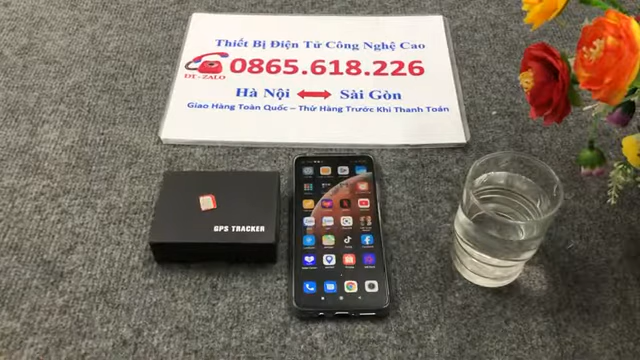 Thiết Bị Điện Tử Công Nghệ Cao
0865.618.226
ĐT - ZALO
Hà Nội Sài Gòn
Giao Hàng Toàn Quốc – Thử Hàng Trước Khi Thanh Toán
GPS TRACKER